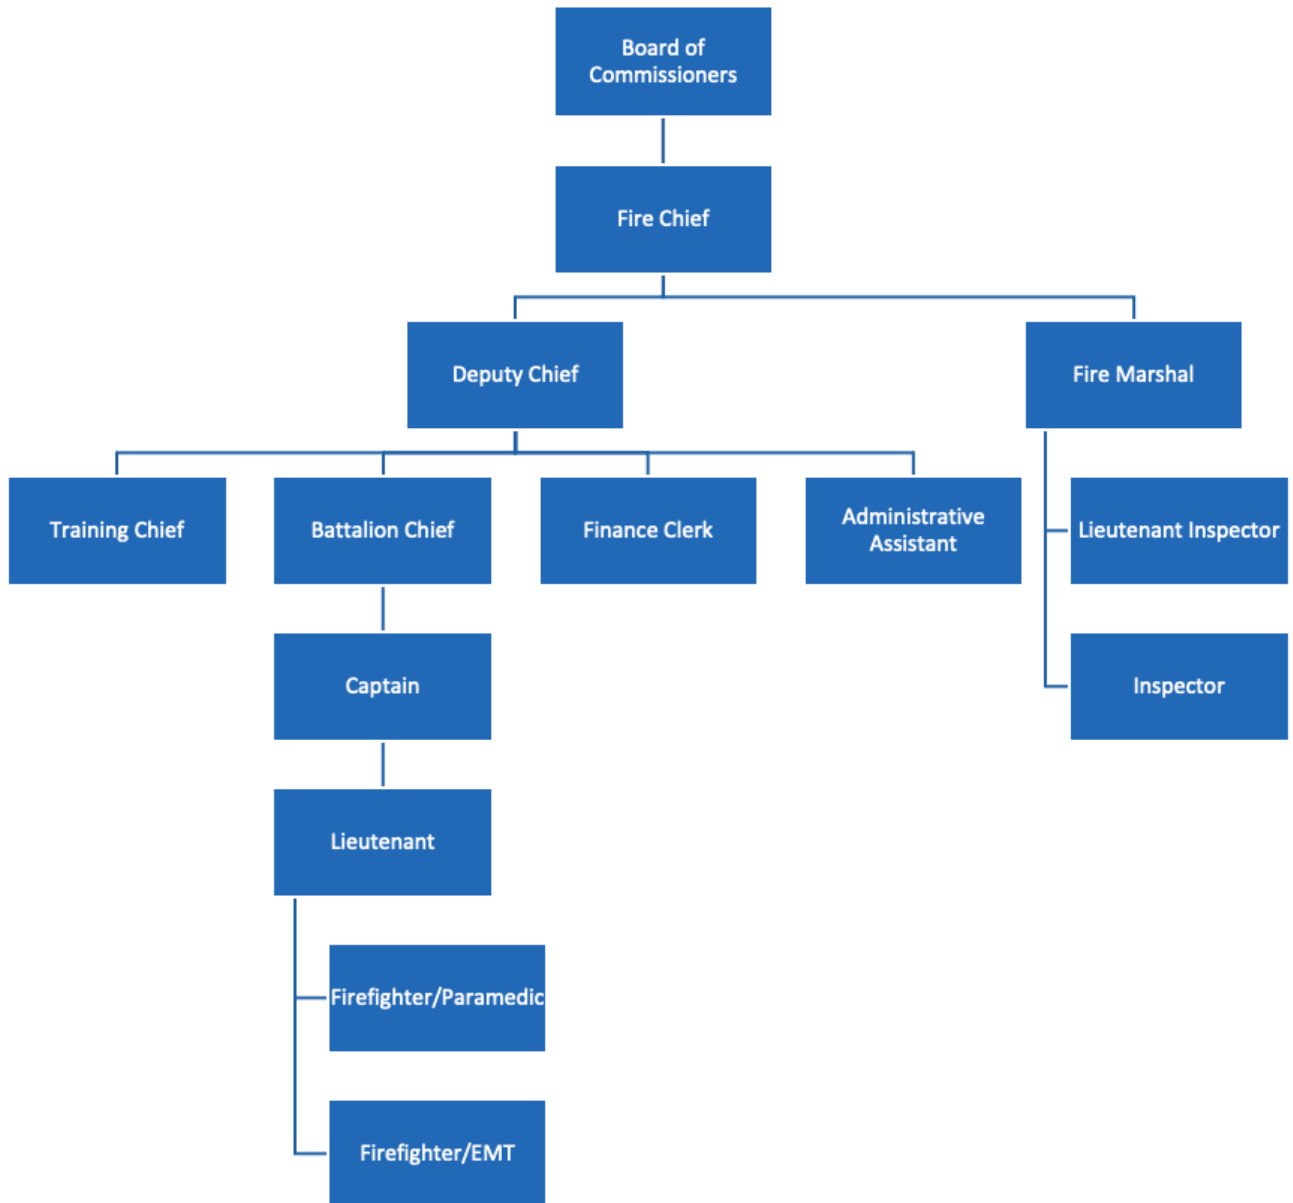 Board of
Commissioners
Fire Chief
Deputy Chief
Fire Marshal
Training Chief
Battalion Chief
Finance Clerk
Administrative
Assistant
Lieutenant Inspector
Captain
Inspector
Lieutenant
Firefighter/Paramedic
Firefighter/EMT